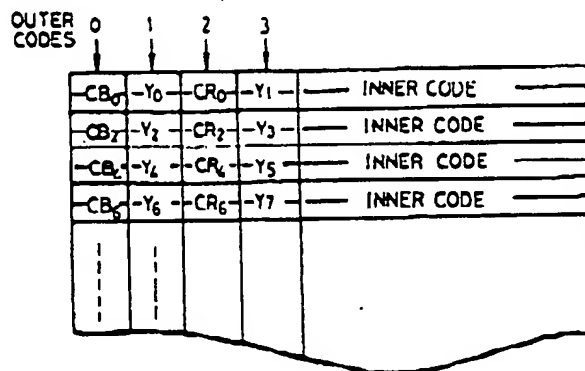 OUTER CODES 0 1 2 3
CB0 Y0 CR0 Y1 INNER CODE
CB2 Y2 CR2 Y3 INNER CODE
CB4 Y4 CR4 Y5 INNER CODE
CB6 Y6 CR6 Y7 INNER CODE